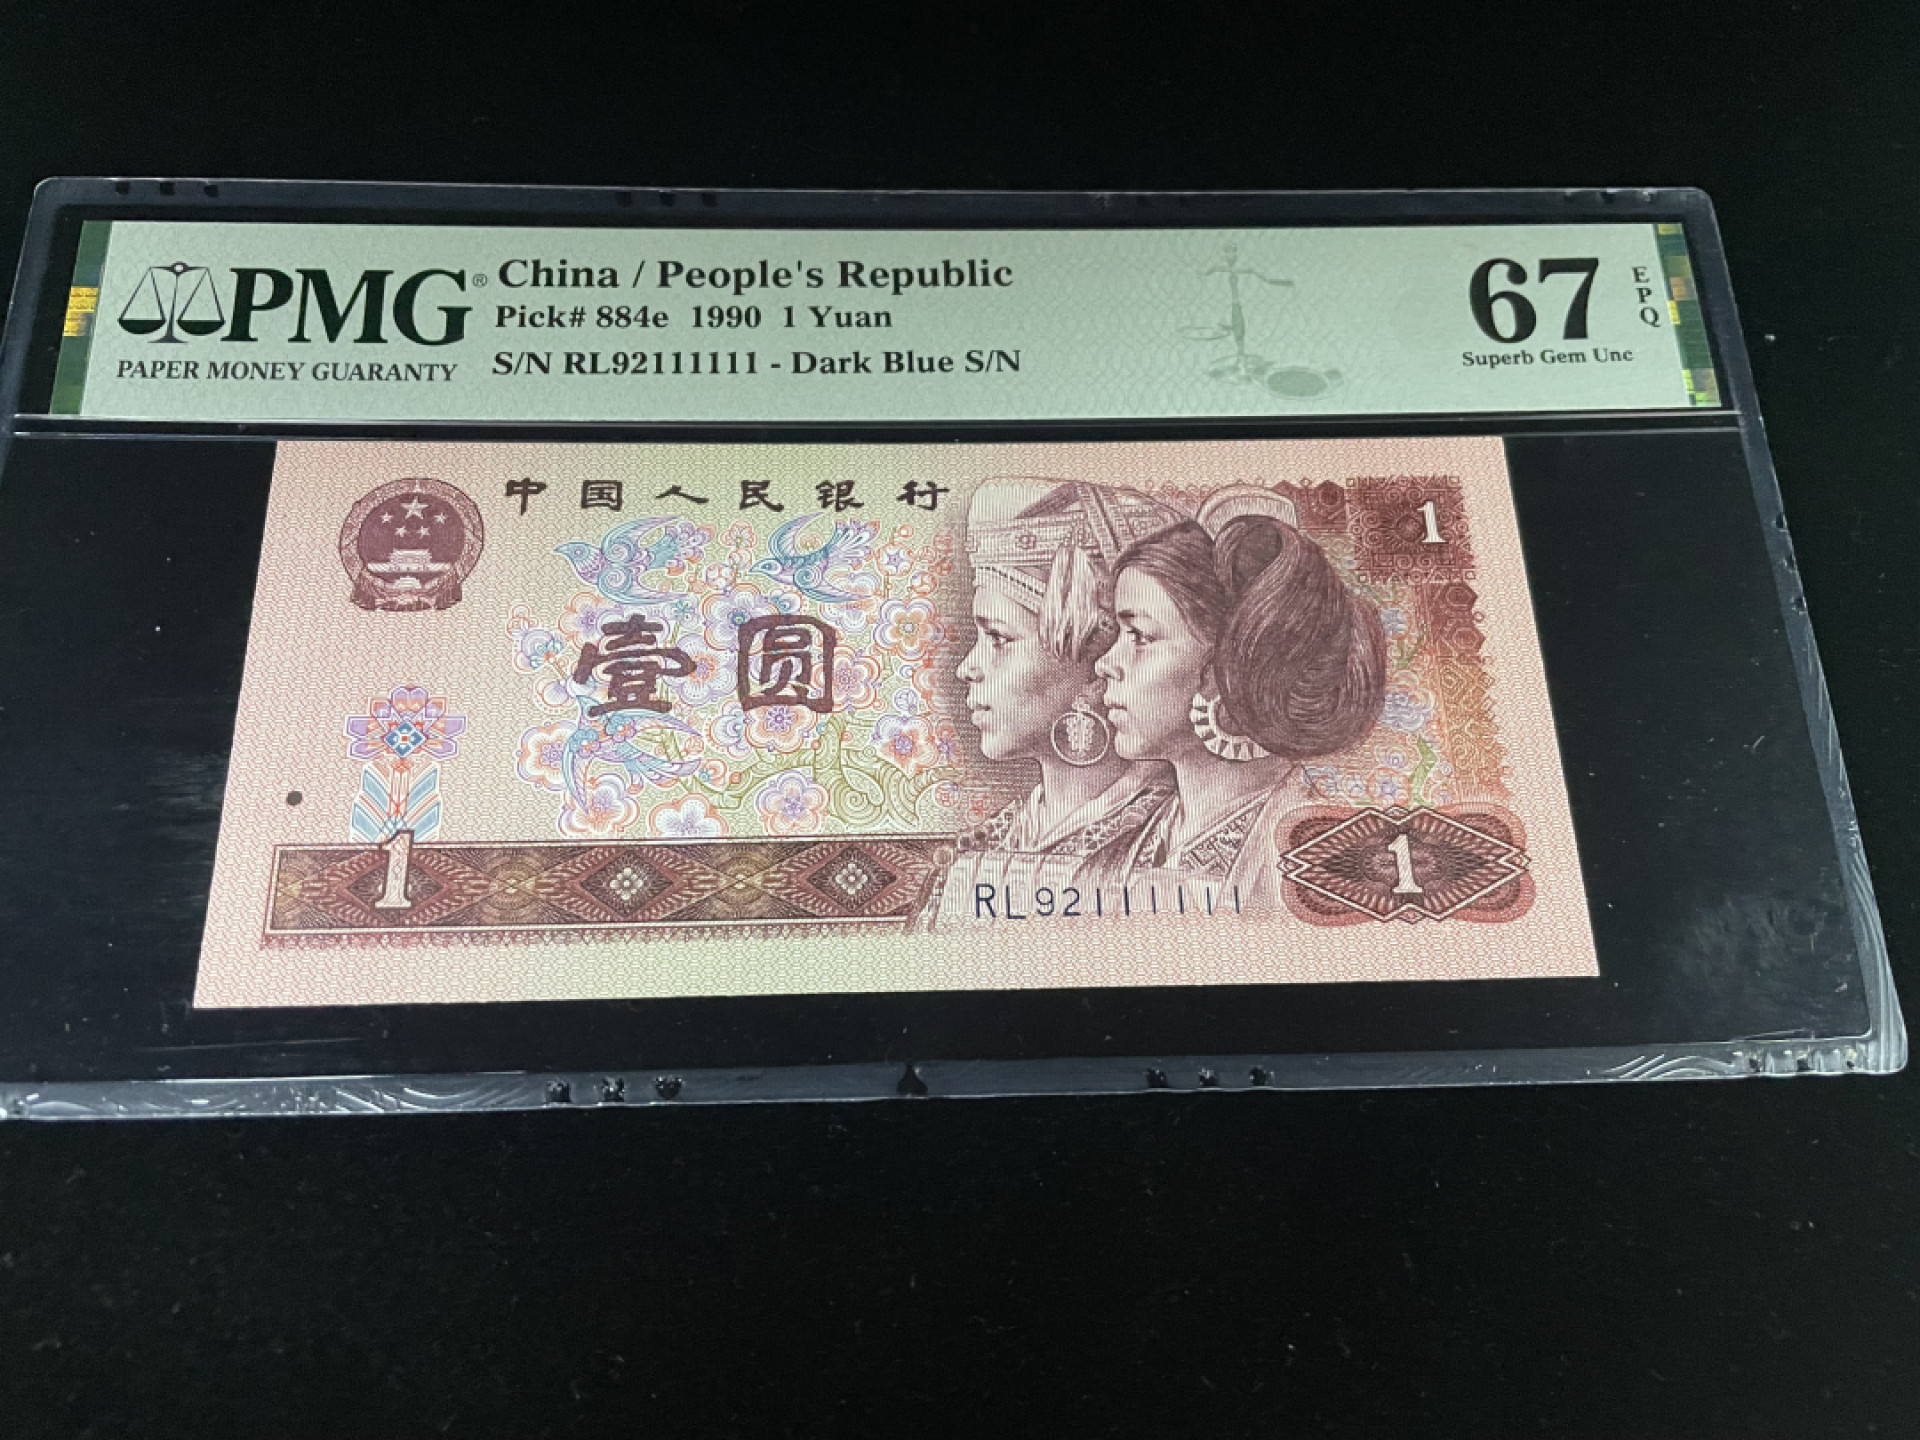 PMG®
PAPER MONEY GUARANTY
China / People's Republic
Pick# 884e 1990 1 Yuan
S/N RL92111111 - Dark Blue S/N
67
EPQ
Superb Gem Unc
中国人民银行
1
壹圆
1
RL92111111
1